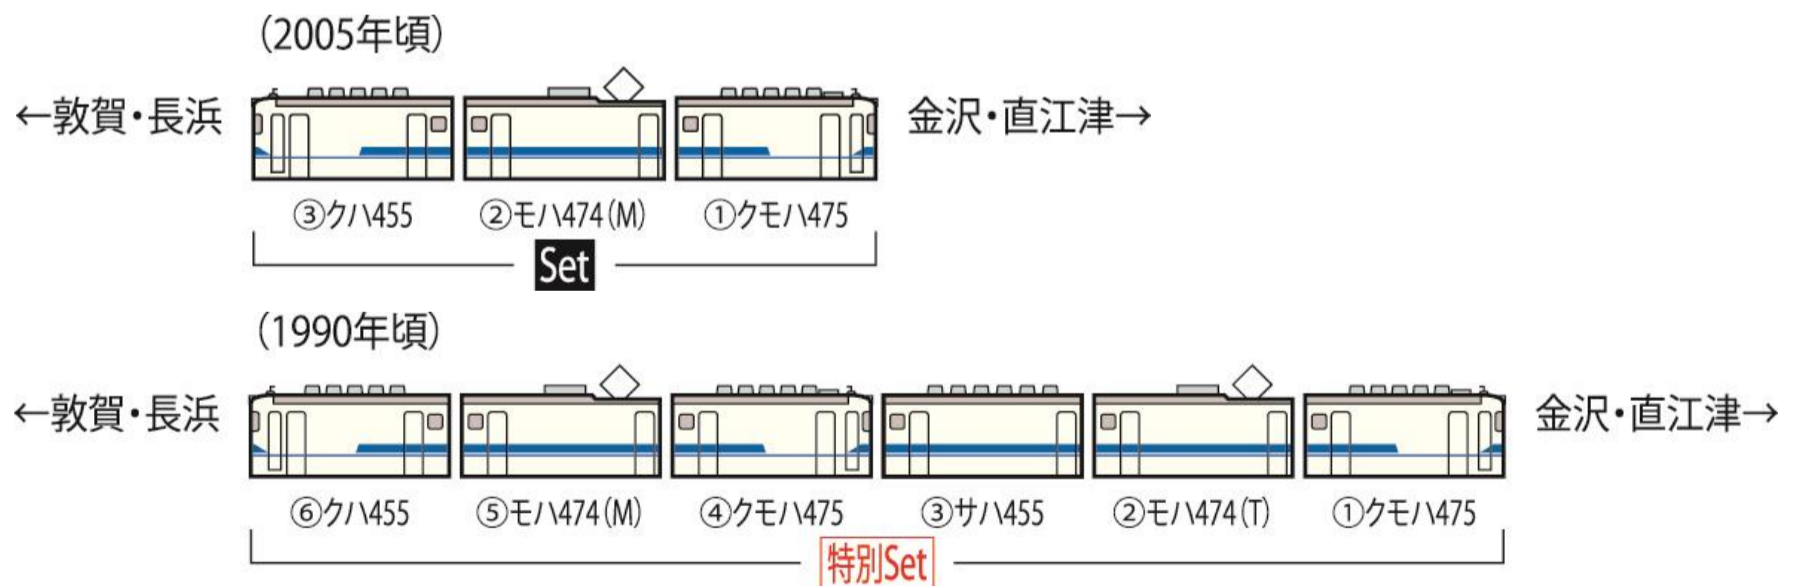 （2005年頃）
←敦賀・長浜 金沢・直江津→
③クハ455 ②モハ474(M) ①クモハ475
Set
（1990年頃）
←敦賀・長浜 金沢・直江津→
⑥クハ455 ⑤モハ474(M) ④クモハ475 ③サハ455 ②モハ474(T) ①クモハ475
特別Set